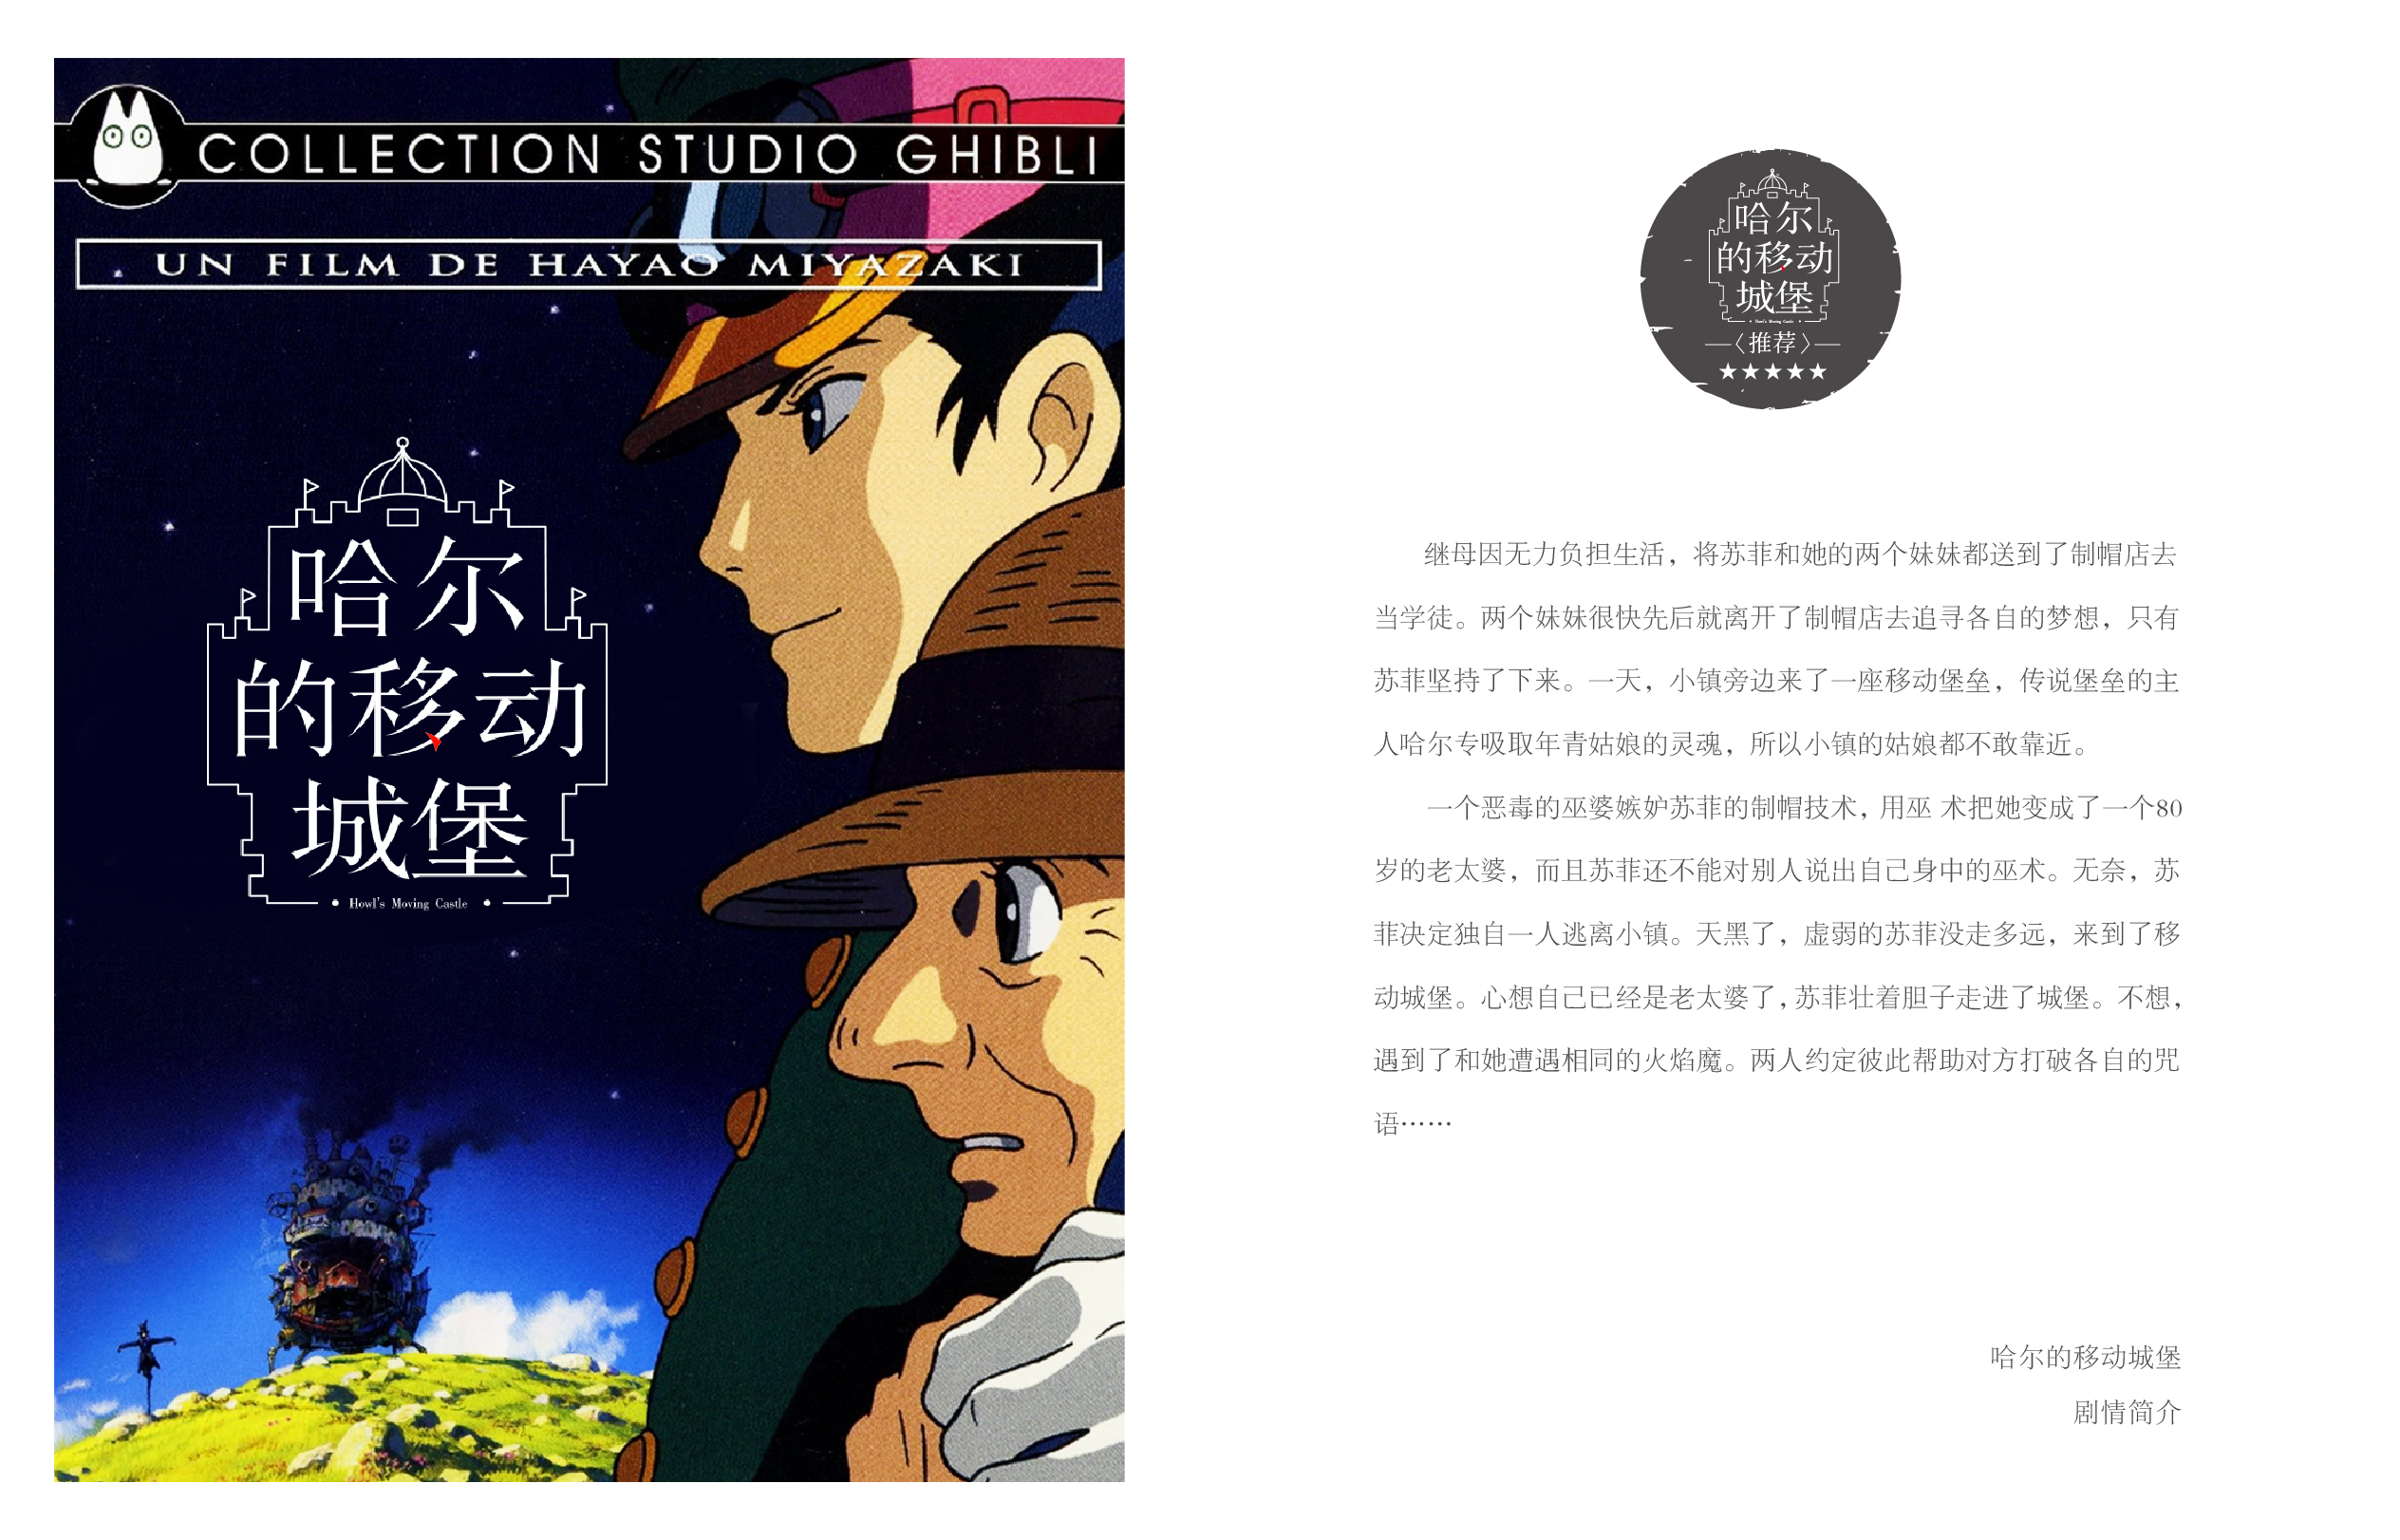 COLLECTION STUDIO GHIBLI
UN FILM DE HAYAO MIYAZAKI
哈尔
的移动
城堡
Howl's Moving Castle
哈尔
的移动
城堡
Howl's Moving Castle
〈推荐〉
★★★★★
继母因无力负担生活，将苏菲和她的两个妹妹都送到了制帽店去
当学徒。两个妹妹很快先后就离开了制帽店去追寻各自的梦想，只有
苏菲坚持了下来。一天，小镇旁边来了一座移动堡垒，传说堡垒的主
人哈尔专吸取年青姑娘的灵魂，所以小镇的姑娘都不敢靠近。
一个恶毒的巫婆嫉妒苏菲的制帽技术，用巫 术把她变成了一个80
岁的老太婆，而且苏菲还不能对别人说出自己身中的巫术。无奈，苏
菲决定独自一人逃离小镇。天黑了，虚弱的苏菲没走多远，来到了移
动城堡。心想自己已经是老太婆了，苏菲壮着胆子走进了城堡。不想，
遇到了和她遭遇相同的火焰魔。两人约定彼此帮助对方打破各自的咒
语……
哈尔的移动城堡
剧情简介